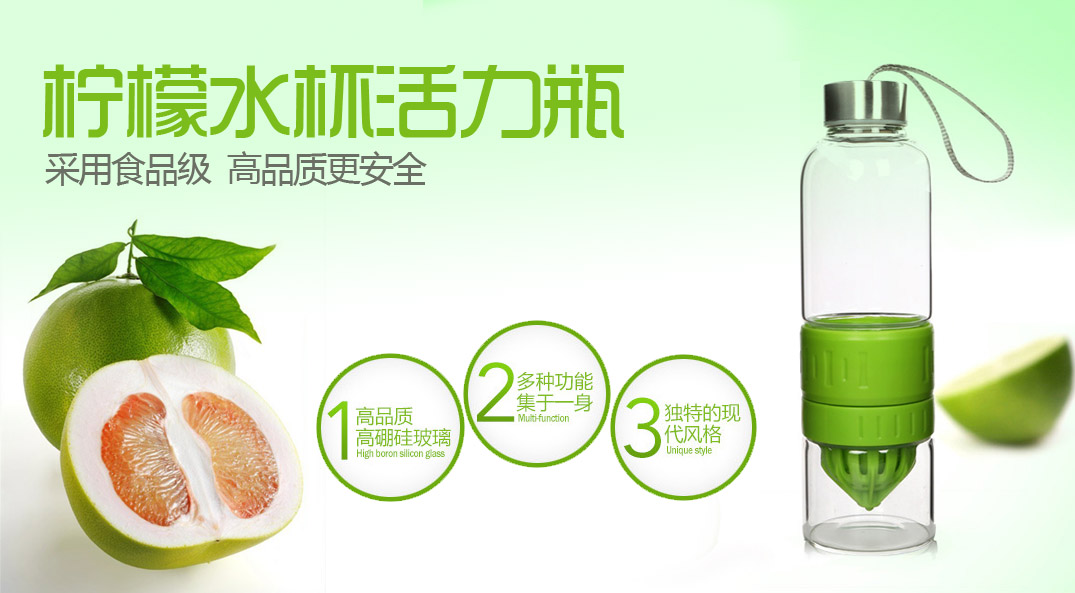 柠檬水杯活力瓶
采用食品级 高品质更安全
1
高品质
高硼硅玻璃
High boron silicon glass
2
多种功能
集于一身
Multi-function
3
独特的现
代风格
Unique style